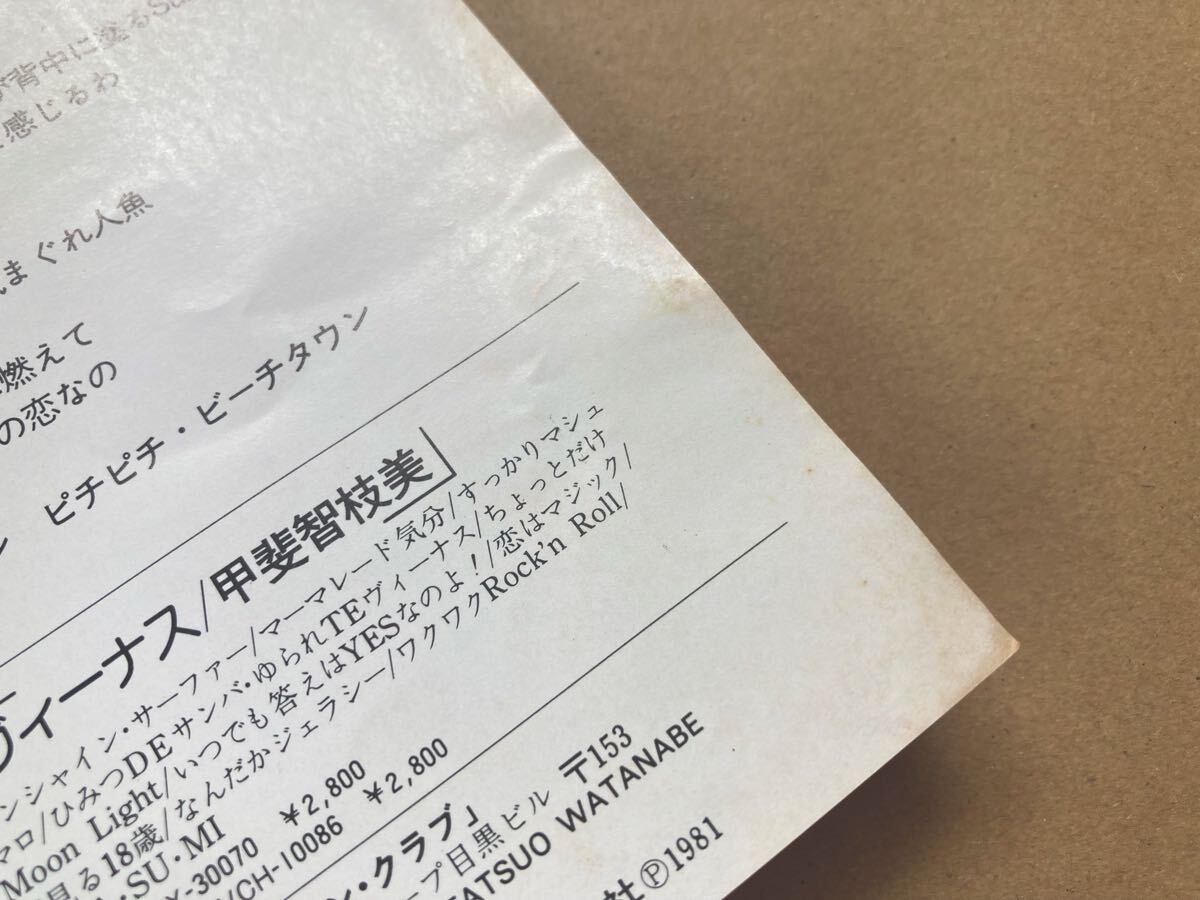 背中に塗る
感じるわ
まぐれ人魚
燃えて
の恋なの
ピチピチ・ビーチタウン
ヴィーナス/甲斐智枝美
ンシャイン・サーファー/マーマレード気分/すっかりマシュ
マロ/ひみつDEサンバ・ゆられTEヴィーナス/ちょっとだけ
Moon Light/いつでも答えはYESなのよ!/恋はマジック/
見る18歳/なんだかジェラシー/ワクワクRock'n Roll/
・SU・MI
-30070 ¥2,800
CH-10086 ¥2,800
ン・クラブ」
プ目黒ビル 〒153
TATSUO WATANABE
社 Ⓟ1981